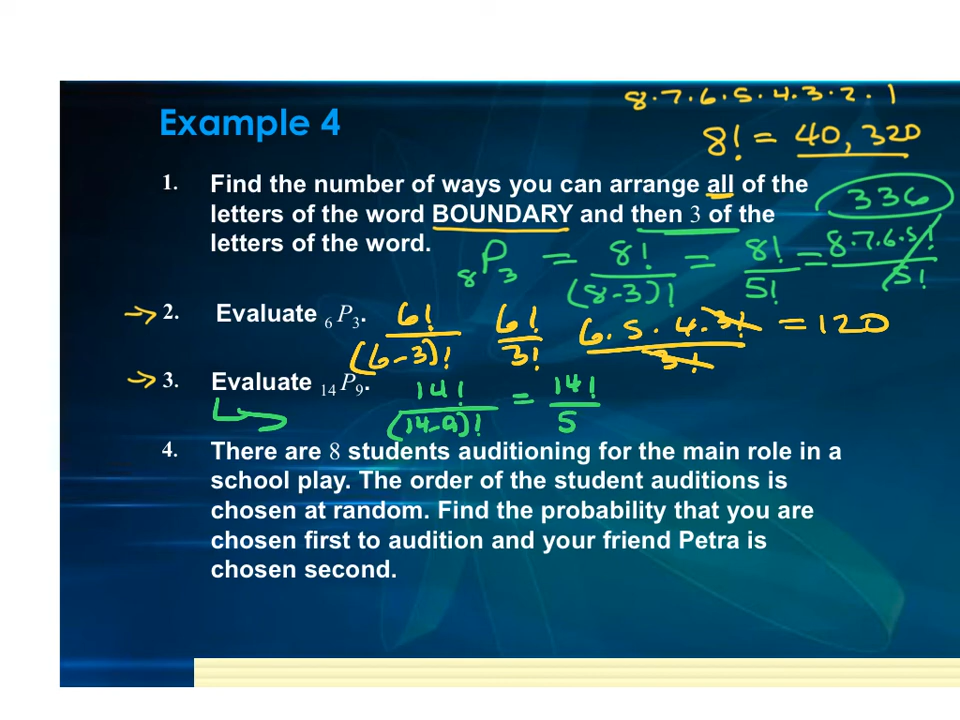 8·7·6·5·4·3·2·1
Example 4
8! = 40,320
1. Find the number of ways you can arrange all of the
letters of the word BOUNDARY and then 3 of the
letters of the word.
336
8P3 = 8!/(8-3)! = 8!/5! = 8·7·6·5!/5!
2. Evaluate 6P3. 6!/(6-3)! 6!/3! 6·5·4·3!/3! = 120
3. Evaluate 14P9. 14!/(14-9)! = 14!/5
4. There are 8 students auditioning for the main role in a
school play. The order of the student auditions is
chosen at random. Find the probability that you are
chosen first to audition and your friend Petra is
chosen second.